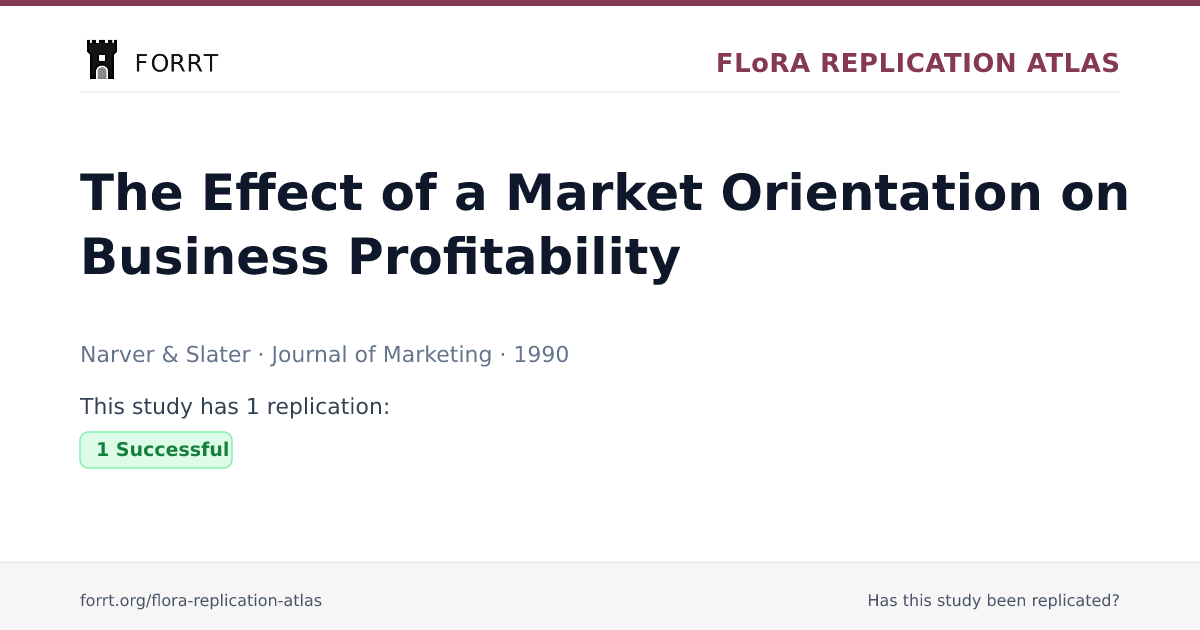 FORRT
FLoRA REPLICATION ATLAS
The Effect of a Market Orientation on
Business Profitability
Narver & Slater · Journal of Marketing · 1990
This study has 1 replication:
1 Successful
forrt.org/flora-replication-atlas
Has this study been replicated?